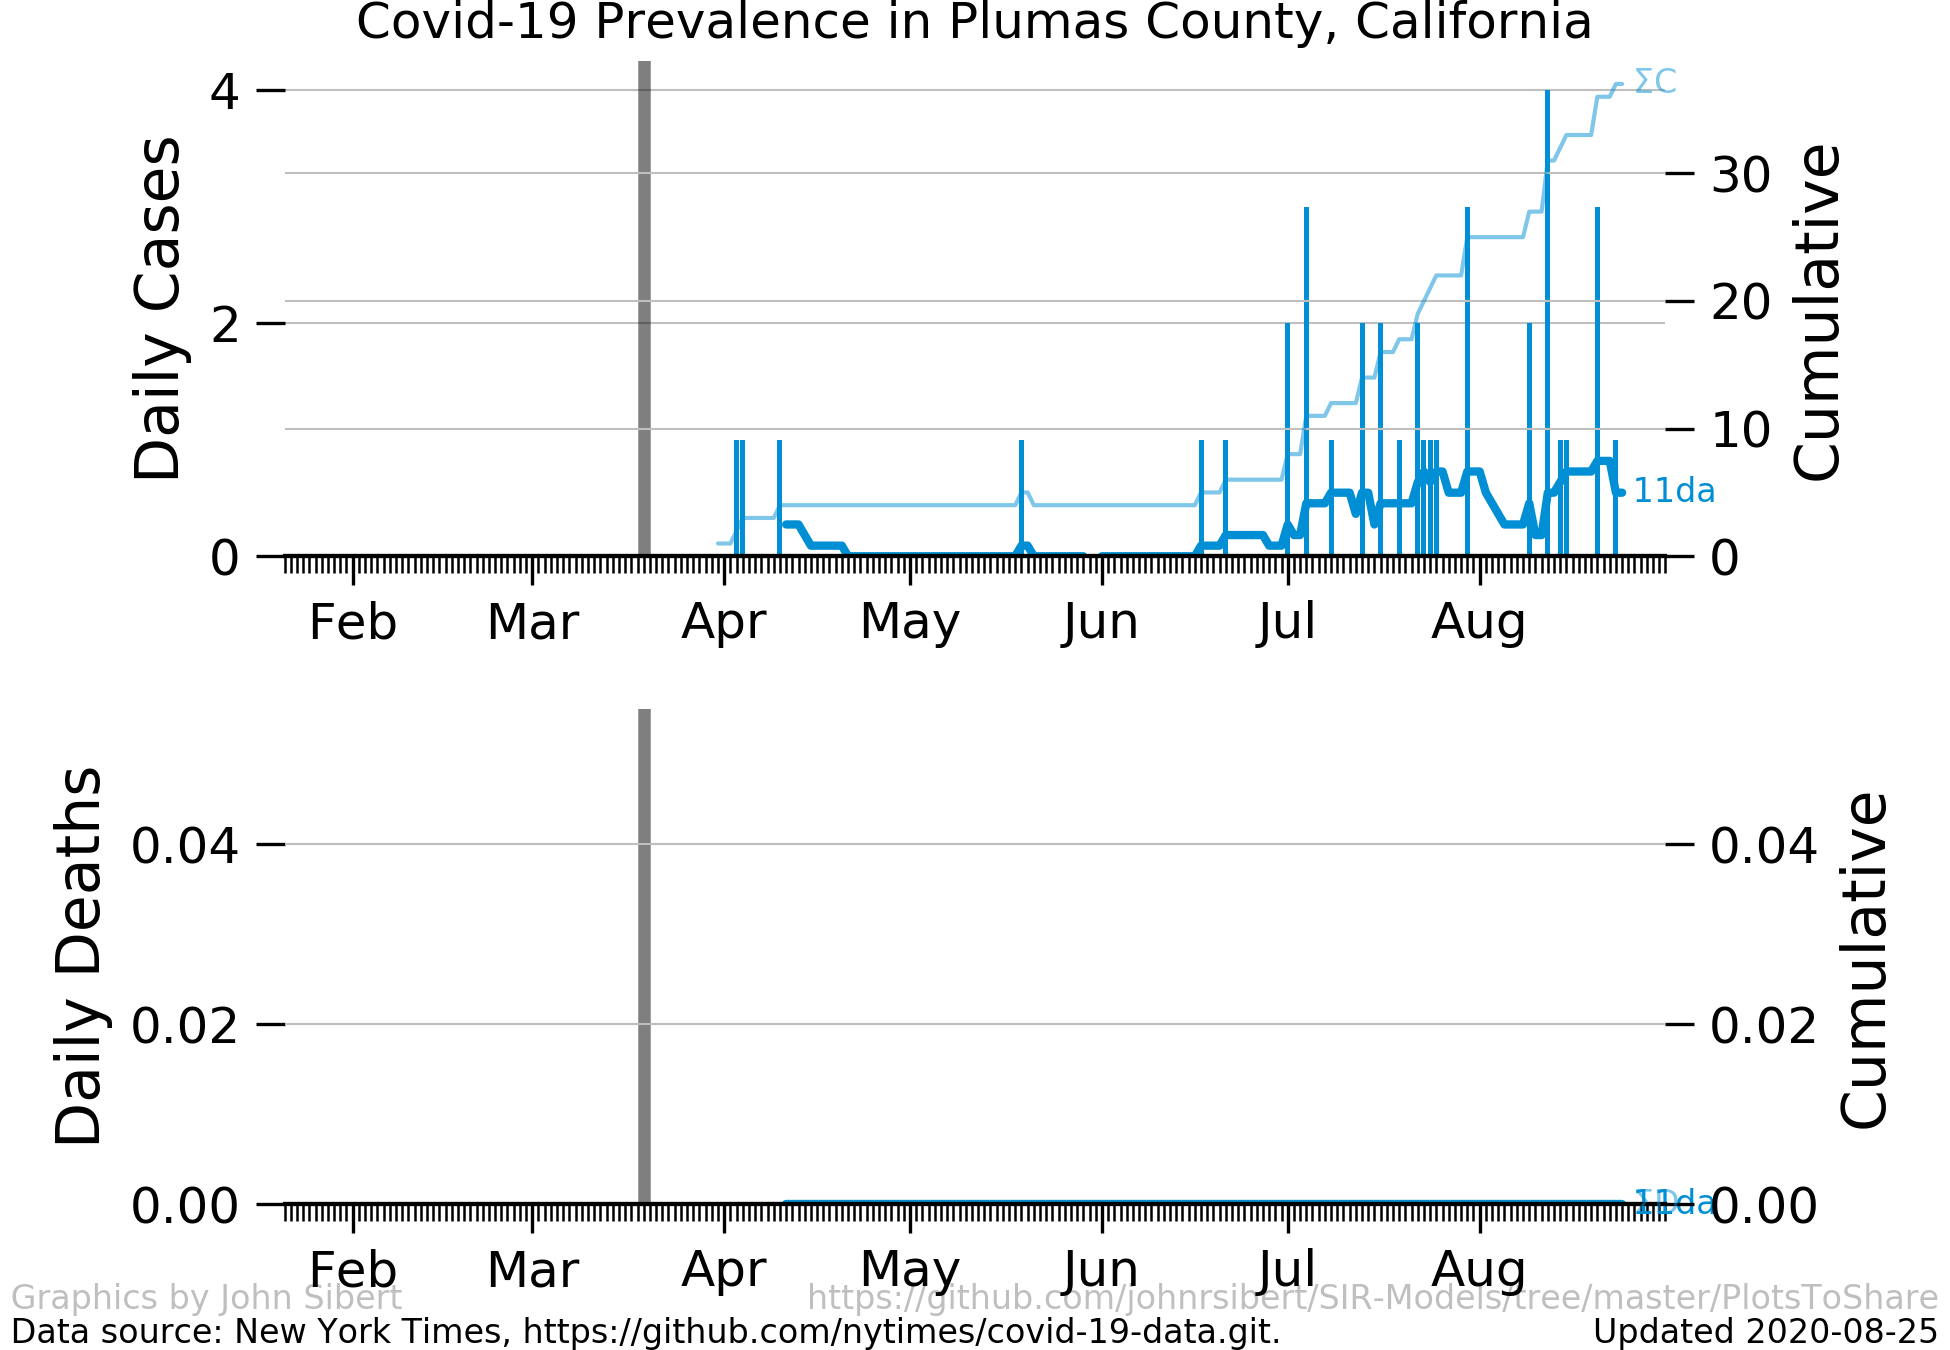 Covid-19 Prevalence in Plumas County, California
4
2
0
Daily Cases
ΣC
11da
30
20
10
0
Cumulative
Feb Mar Apr May Jun Jul Aug
0.04
0.02
0.00
Daily Deaths
11da
ΣD
0.04
0.02
0.00
Cumulative
Feb Mar Apr May Jun Jul Aug
Graphics by John Sibert https://github.com/johnrsibert/SIR-Models/tree/master/PlotsToShare
Data source: New York Times, https://github.com/nytimes/covid-19-data.git. Updated 2020-08-25